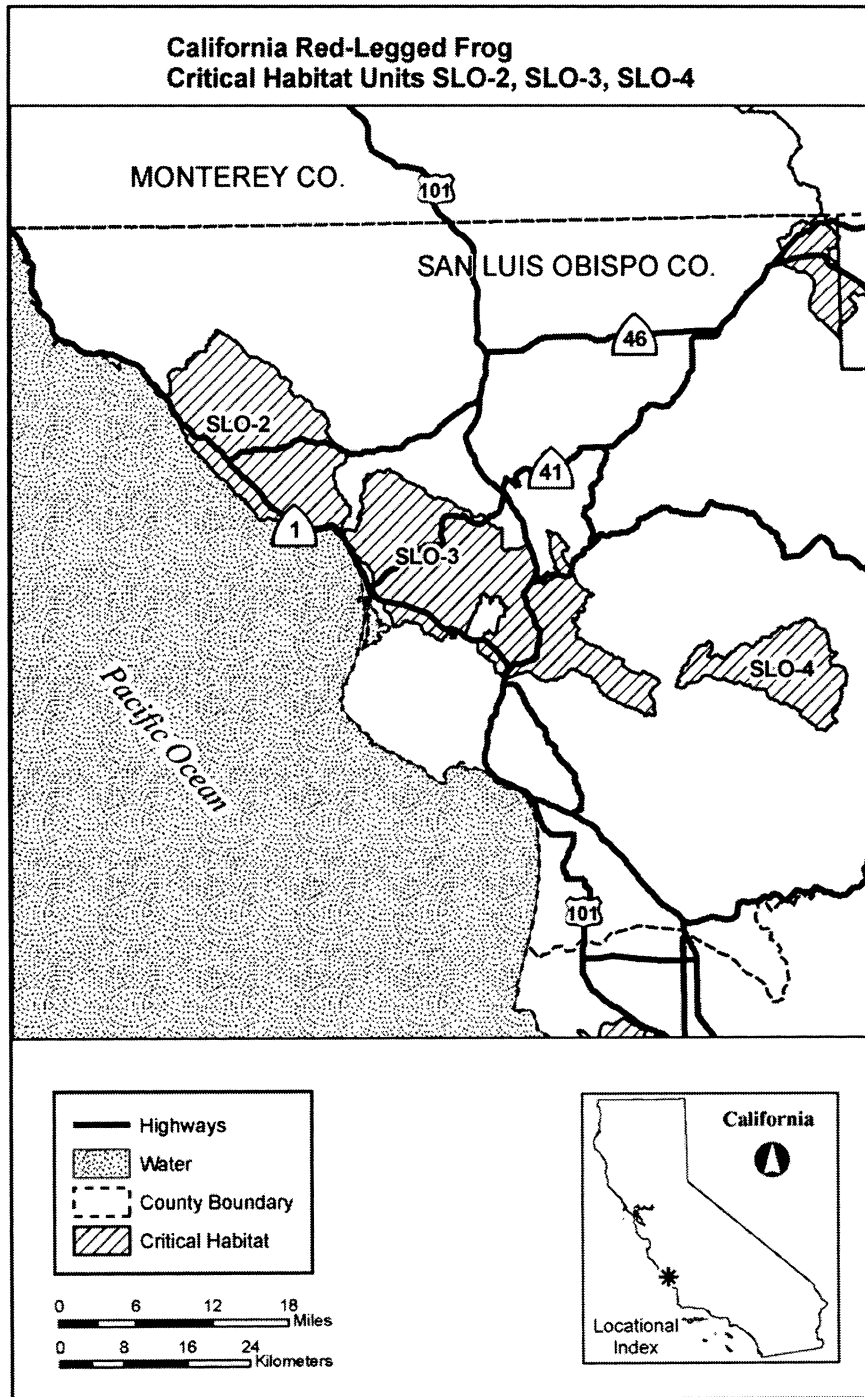 California Red-Legged Frog
Critical Habitat Units SLO-2, SLO-3, SLO-4
MONTEREY CO.
101
SAN LUIS OBISPO CO.
46
SLO-2
41
1
SLO-3
SLO-4
Pacific Ocean
101
Highways
Water
County Boundary
Critical Habitat
0 6 12 18
Miles
0 8 16 24
Kilometers
California
Locational
Index